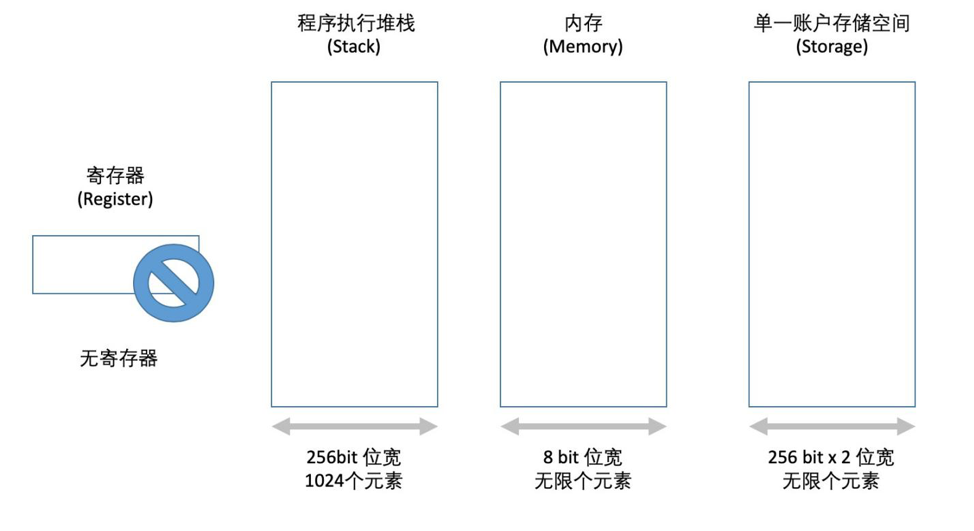 程序执行堆栈
(Stack)
内存
(Memory)
单一账户存储空间
(Storage)
寄存器
(Register)
无寄存器
256bit 位宽
1024个元素
8 bit 位宽
无限个元素
256 bit x 2 位宽
无限个元素